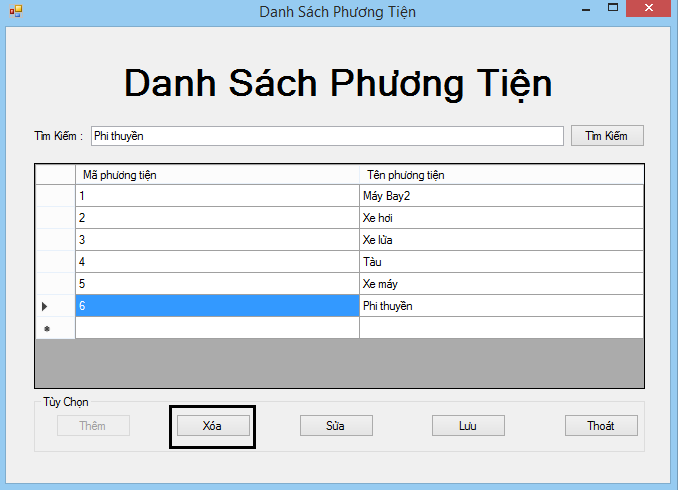 Danh Sách Phương Tiện
Danh Sách Phương Tiện
Tìm Kiếm : Phi thuyền Tìm Kiếm
Mã phương tiện Tên phương tiện
1 Máy Bay2
2 Xe hơi
3 Xe lửa
4 Tàu
5 Xe máy
6 Phi thuyền
Tùy Chọn
Thêm Xóa Sửa Lưu Thoát